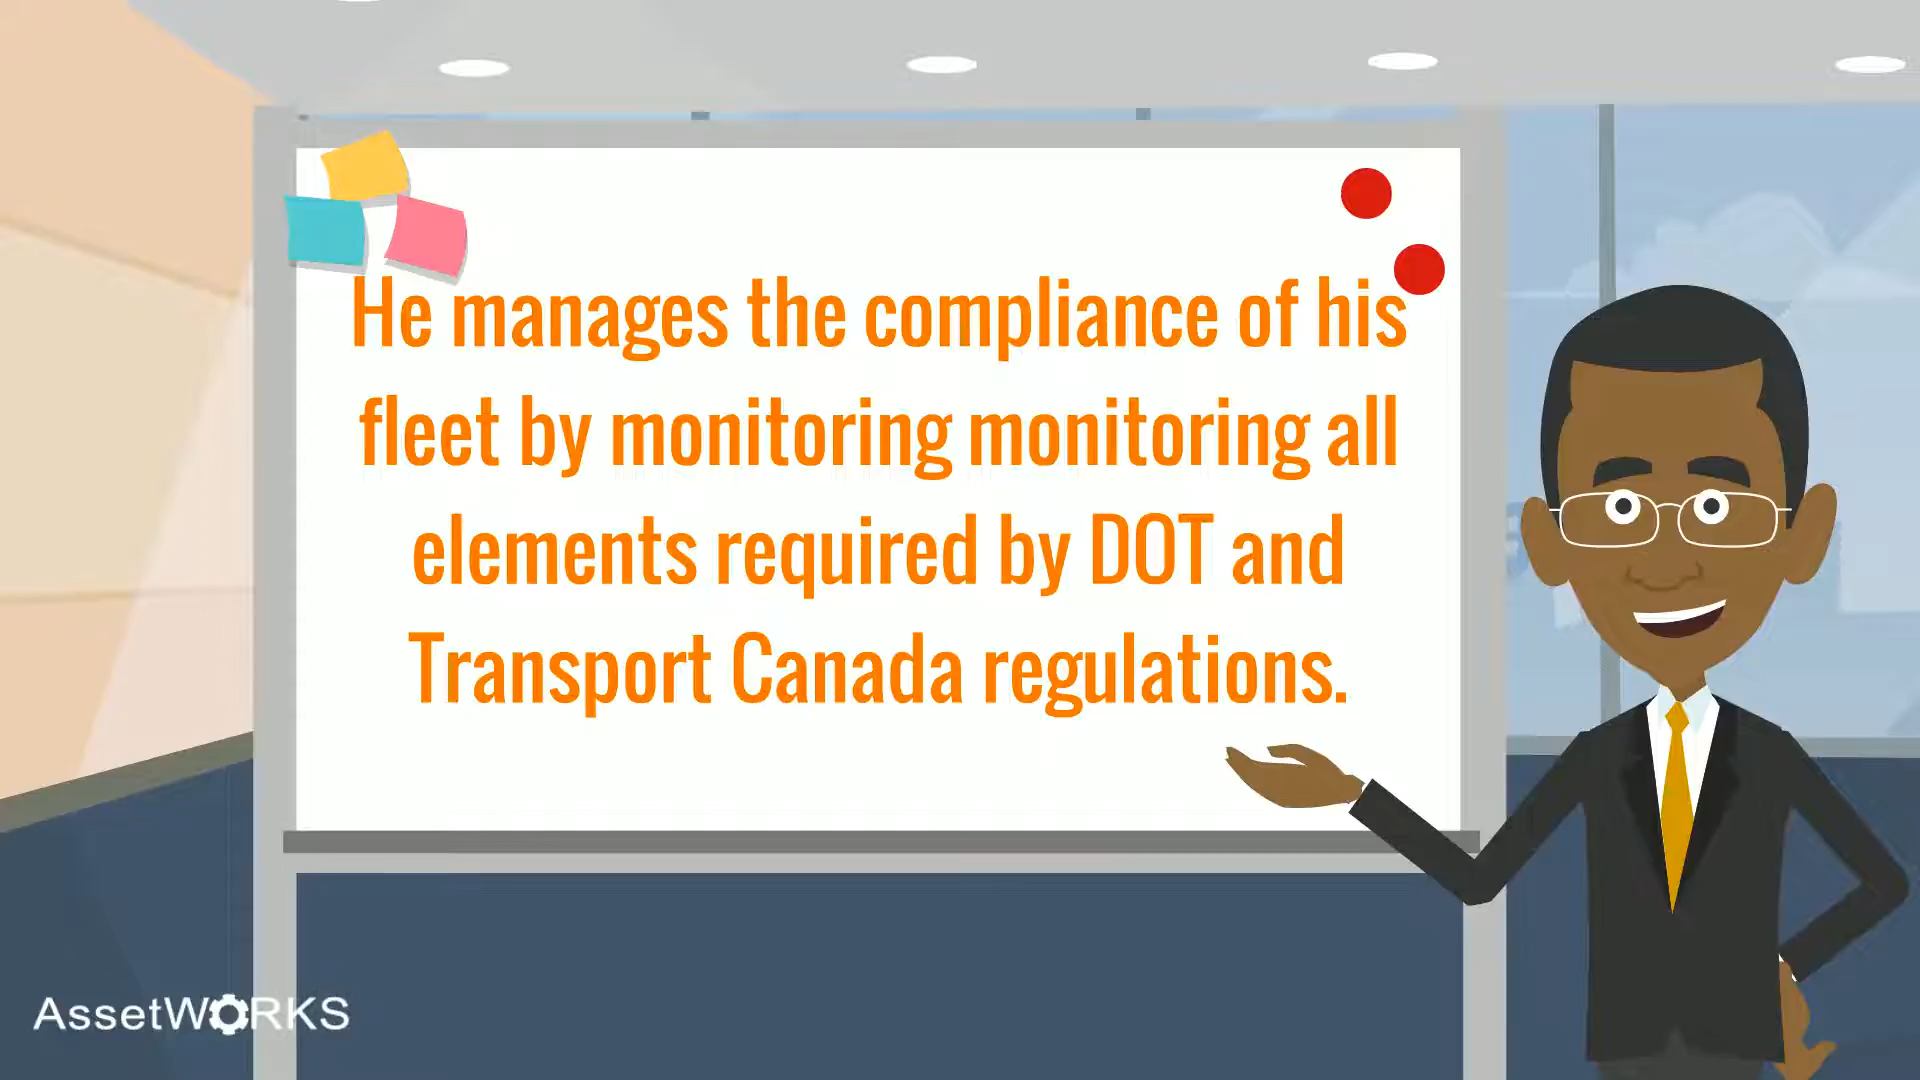 He manages the compliance of his
fleet by monitoring monitoring all
elements required by DOT and
Transport Canada regulations.
AssetWORKS